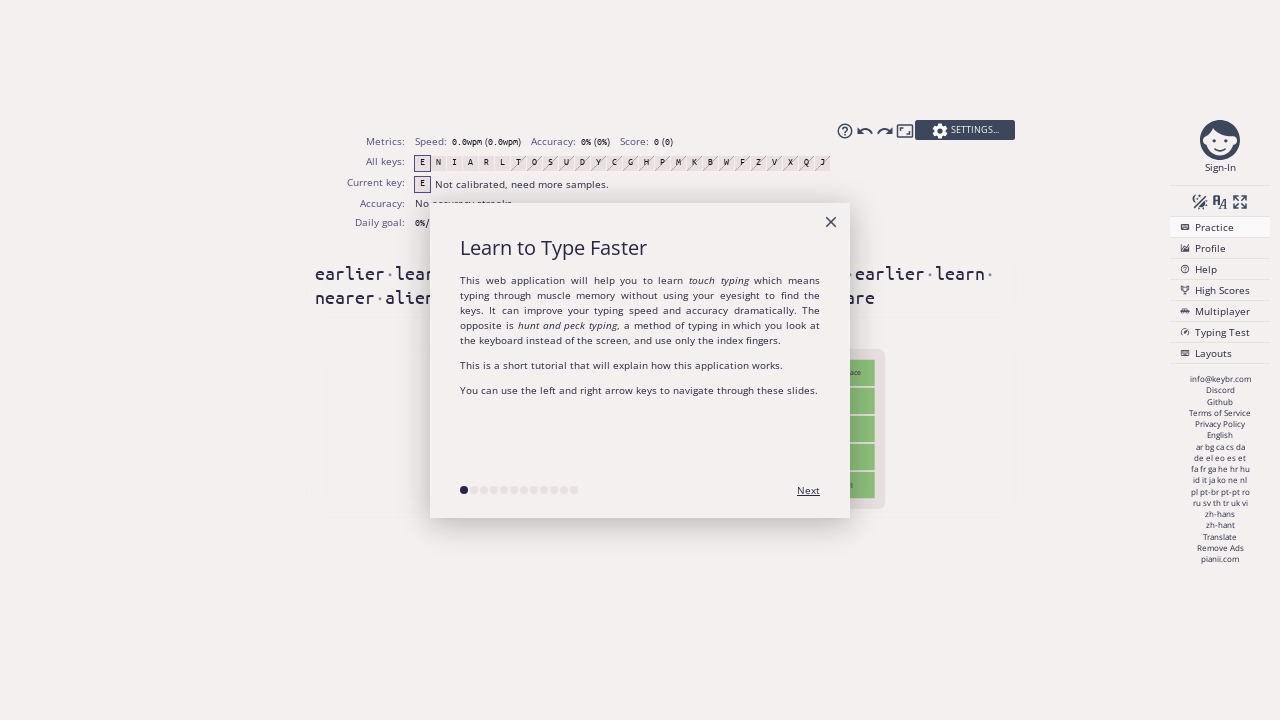 Metrics: Speed: 0.0wpm (0.0wpm) Accuracy: 0% (0%) Score: 0 (0)
SETTINGS...
All keys: E N I A R L T O S U D Y C G H P M K B W F Z V X Q J
Current key: E Not calibrated, need more samples.
Accuracy: No accuracy streaks.
Daily goal: 0%/
earlier·lear
·earlier·learn·
nearer·alien
are
ace
Learn to Type Faster
This web application will help you to learn touch typing which means
typing through muscle memory without using your eyesight to find the
keys. It can improve your typing speed and accuracy dramatically. The
opposite is hunt and peck typing, a method of typing in which you look at
the keyboard instead of the screen, and use only the index fingers.
This is a short tutorial that will explain how this application works.
You can use the left and right arrow keys to navigate through these slides.
Next
Sign-In
Practice
Profile
Help
High Scores
Multiplayer
Typing Test
Layouts
info@keybr.com
Discord
Github
Terms of Service
Privacy Policy
English
ar bg ca cs da
de el eo es et
fa fr ga he hr hu
id it ja ko ne nl
pl pt-br pt-pt ro
ru sv th tr uk vi
zh-hans
zh-hant
Translate
Remove Ads
pianii.com